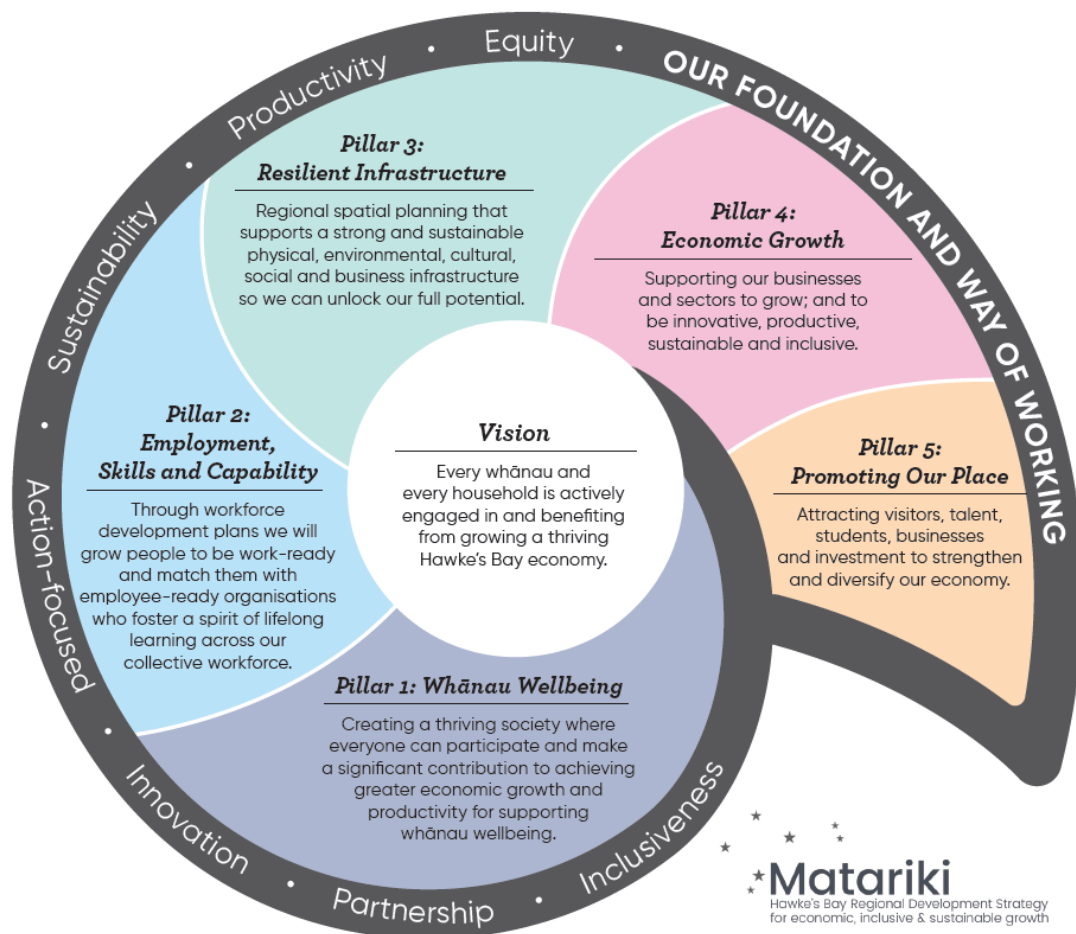 Equity
Productivity
Sustainability
Action-focused
Innovation
Partnership
Inclusiveness
OUR FOUNDATION AND WAY OF WORKING
Pillar 3:
Resilient Infrastructure
Regional spatial planning that
supports a strong and sustainable
physical, environmental, cultural,
social and business infrastructure
so we can unlock our full potential.
Pillar 4:
Economic Growth
Supporting our businesses
and sectors to grow; and to
be innovative, productive,
sustainable and inclusive.
Pillar 2:
Employment,
Skills and Capability
Through workforce
development plans we will
grow people to be work-ready
and match them with
employee-ready organisations
who foster a spirit of lifelong
learning across our
collective workforce.
Vision
Every whānau and
every household is actively
engaged in and benefiting
from growing a thriving
Hawke's Bay economy.
Pillar 5:
Promoting Our Place
Attracting visitors, talent,
students, businesses
and investment to strengthen
and diversify our economy.
Pillar 1: Whānau Wellbeing
Creating a thriving society where
everyone can participate and make
a significant contribution to achieving
greater economic growth and
productivity for supporting
whānau wellbeing.
Matariki
Hawke's Bay Regional Development Strategy
for economic, inclusive & sustainable growth